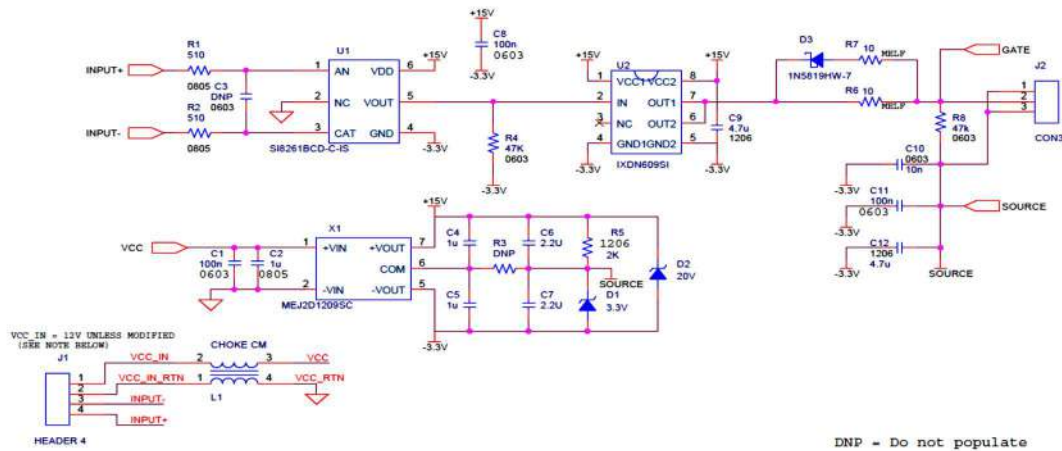 +15V
C8
100n
0603
-3.3V
R1
510
0805
INPUT+
C3
DNP
0603
R2
510
0805
INPUT-
U1
+15V
1 AN VDD 6
2 NC VOUT 5
3 CAT GND 4
SI8261BCD-C-IS
-3.3V
R4
47K
0603
-3.3V
+15V
U2
+15V
1 VCC1 VCC2 8
2 IN OUT1 7
3 NC OUT2 6
4 GND1 GND2 5
IXDN609SI
-3.3V
-3.3V
C9
4.7u
1206
D3
1N5819HW-7
R7
10
MELF
R6
10
MELF
GATE
J2
1
2
3
CON3
R8
47k
0603
C10
0603
10n
-3.3V
C11
100n
0603
-3.3V
SOURCE
C12
1206
4.7u
-3.3V
SOURCE
VCC
C1
100n
0603
C2
1u
0805
X1
1 +VIN +VOUT 7
COM 6
2 -VIN -VOUT 5
MEJ2D1209SC
+15V
C4
1u
C6
2.2U
R3
DNP
R5
1206
2K
SOURCE
D2
20V
C5
1u
C7
2.2U
D1
3.3V
-3.3V
VCC_IN = 12V UNLESS MODIFIED
(SEE NOTE BELOW)
J1
1
2
3
4
HEADER 4
VCC_IN
VCC_IN_RTN
INPUT-
INPUT+
CHOKE CM
2 3
1 4
L1
VCC
VCC_RTN
DNP = Do not populate